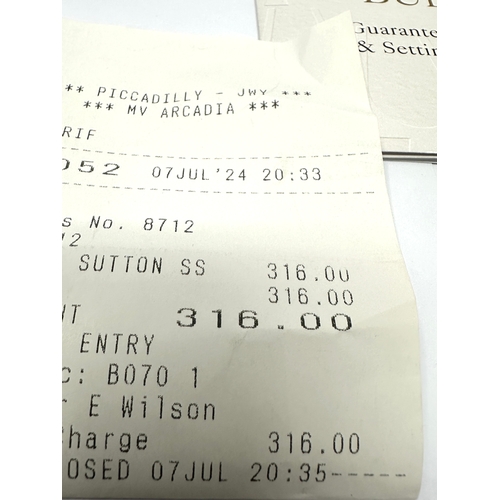 Guarante
& Settin
** PICCADILLY - JWY ***
*** MV ARCADIA ***
RIF
052 07JUL'24 20:33
s No. 8712
12
SUTTON SS 316.00
316.00
NT 316.00
ENTRY
c: B070 1
r E Wilson
Charge 316.00
OSED 07JUL 20:35-----